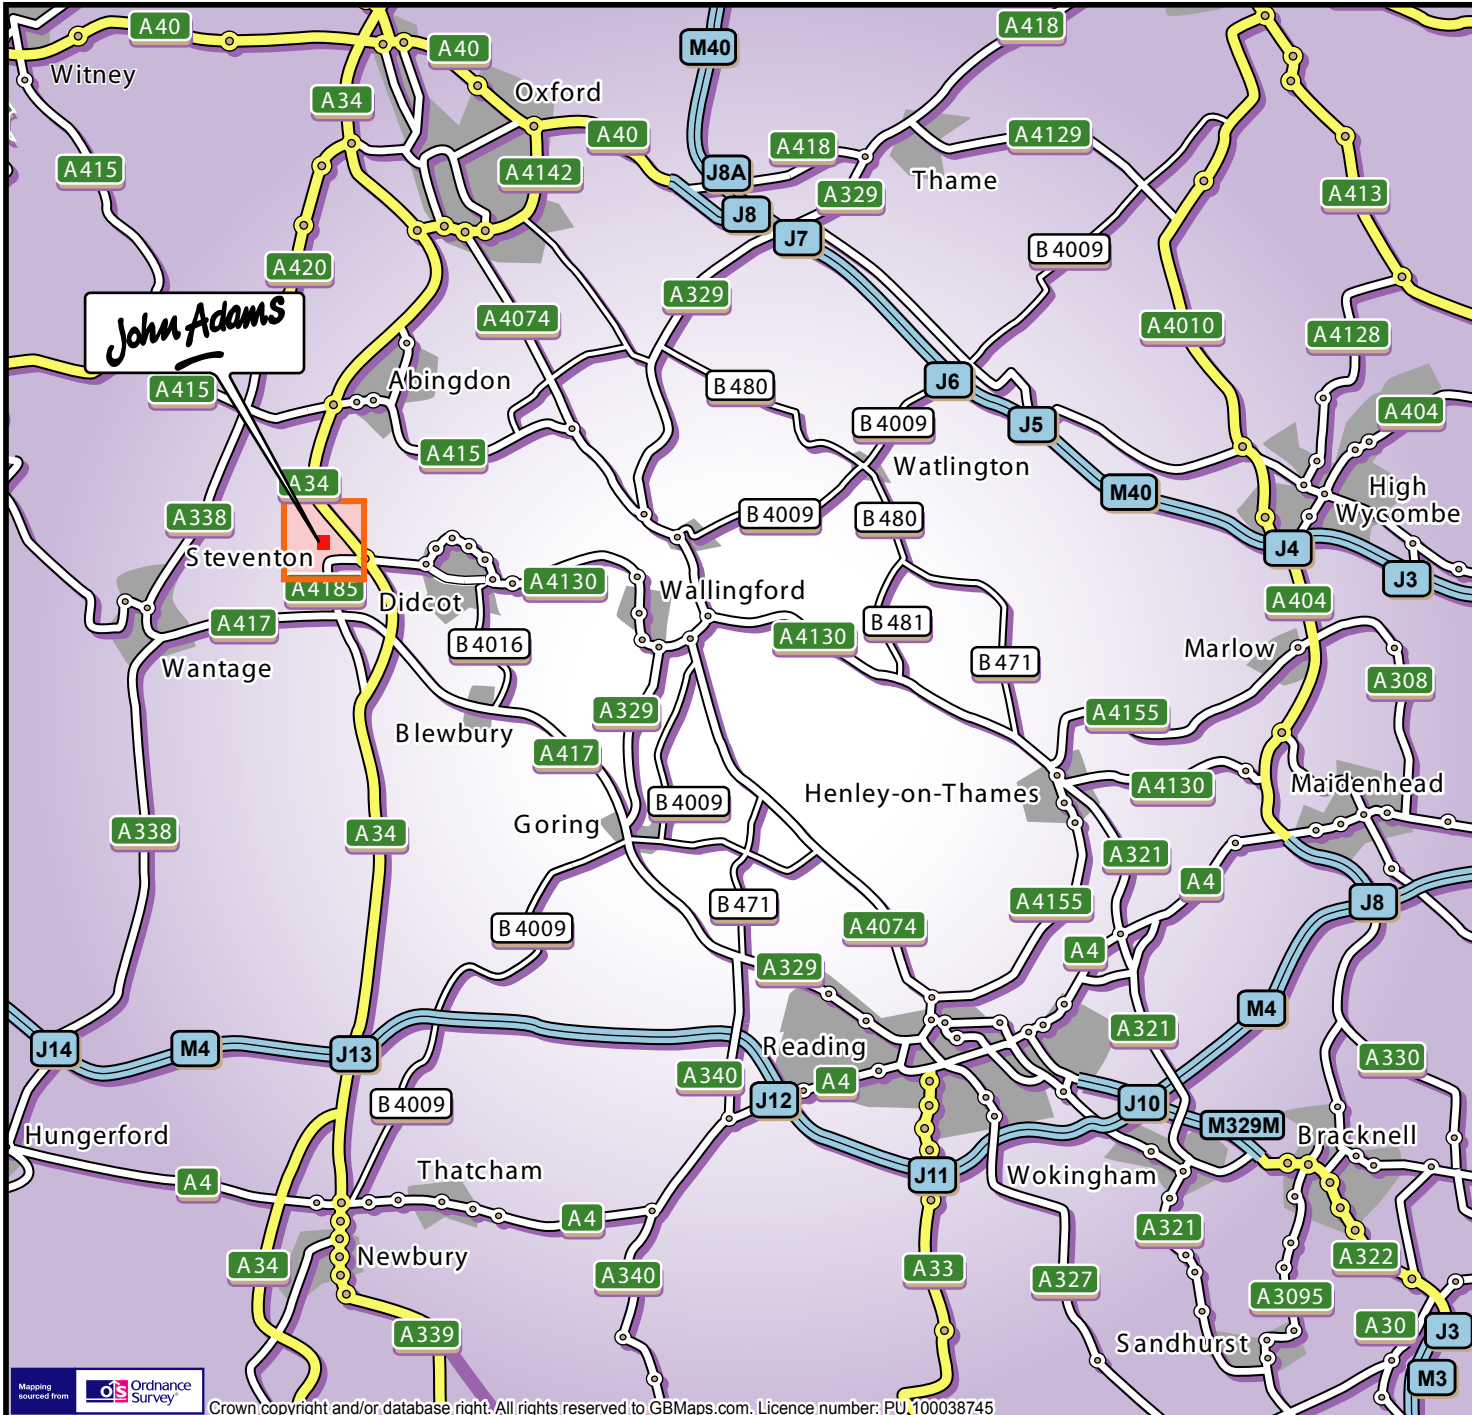 A40
A40
M40
A418
Witney
A34
Oxford
A40
A418
A4129
A415
A4142
J8A
Thame
A329
A413
J8
J7
B4009
A420
A329
John Adams
A4074
A4010
A4128
A415
Abingdon
B480
J6
A404
B4009
J5
A415
Watlington
A34
M40
High
Wycombe
A338
B4009
B480
Steventon
J4
A4185
Didcot
A4130
Wallingford
J3
A404
A417
B4016
A4130
B481
Marlow
Wantage
B471
A308
A329
A4155
Blewbury
A417
Henley-on-Thames
A4130
Maidenhead
B4009
Goring
A338
A34
A321
A4
B471
A4155
J8
B4009
A4074
A4
A329
M4
J14
M4
J13
Reading
A321
A330
A340
A4
J12
B4009
J10
M329M
Hungerford
Bracknell
Thatcham
J11
Wokingham
A4
A4
A321
Newbury
A34
A340
A33
A327
A322
A3095
A339
A30
J3
Sandhurst
M3
Mapping
sourced from
OS
Ordnance
Survey®
Crown copyright and/or database right. All rights reserved to GBMaps.com. Licence number: PU 100038745